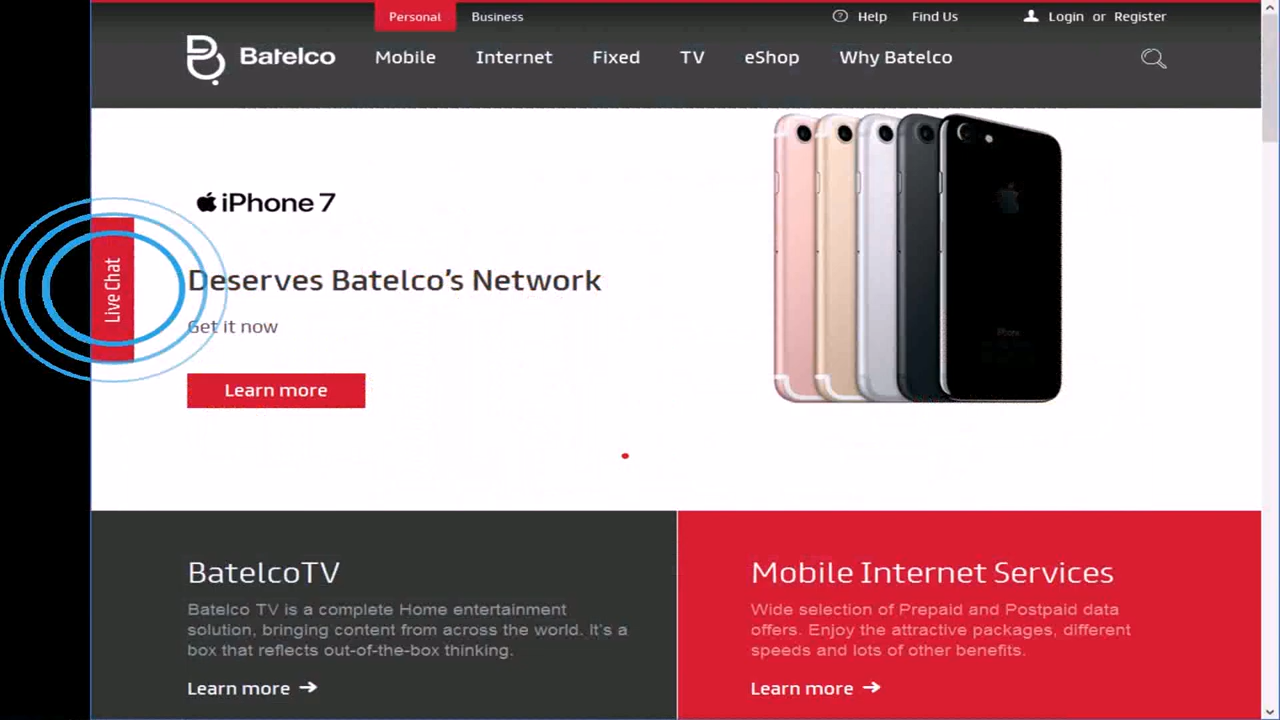 Personal Business Help Find Us Login or Register
Batelco Mobile Internet Fixed TV eShop Why Batelco
iPhone 7
Live Chat
Deserves Batelco's Network
Get it now
Learn more
iPhone
BatelcoTV
Batelco TV is a complete Home entertainment
solution, bringing content from across the world. It's a
box that reflects out-of-the-box thinking.
Learn more
Mobile Internet Services
Wide selection of Prepaid and Postpaid data
offers. Enjoy the attractive packages, different
speeds and lots of other benefits.
Learn more